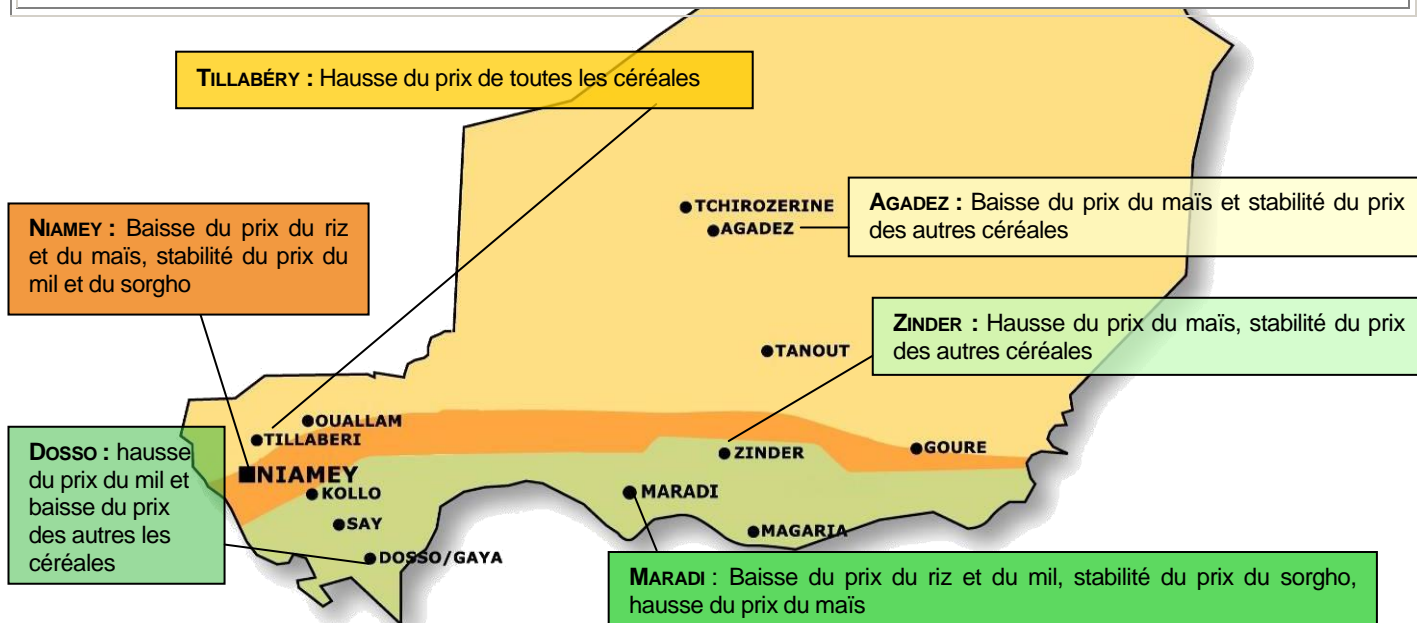 TILLABÉRY : Hausse du prix de toutes les céréales
NIAMEY : Baisse du prix du riz
et du maïs, stabilité du prix du
mil et du sorgho
AGADEZ : Baisse du prix du maïs et stabilité du prix
des autres céréales
ZINDER : Hausse du prix du maïs, stabilité du prix
des autres céréales
DOSSO : hausse
du prix du mil et
baisse du prix
des autres les
céréales
MARADI : Baisse du prix du riz et du mil, stabilité du prix du sorgho,
hausse du prix du maïs
TCHIROZERINE
AGADEZ
TANOUT
OUALLAM
TILLABERI
GOURE
ZINDER
NIAMEY
KOLLO
MARADI
SAY
MAGARIA
DOSSO/GAYA